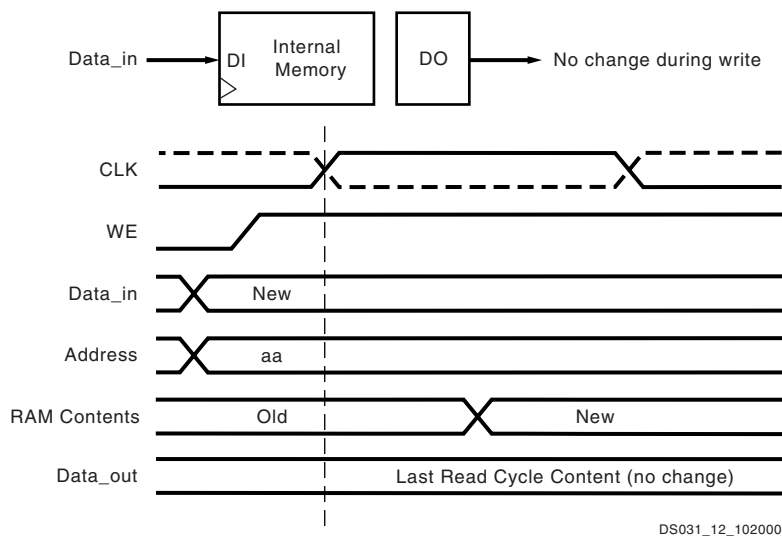 Data_in
DI
Internal
Memory
DO
No change during write
CLK
WE
Data_in
New
Address
aa
RAM Contents
Old
New
Data_out
Last Read Cycle Content (no change)
DS031_12_102000